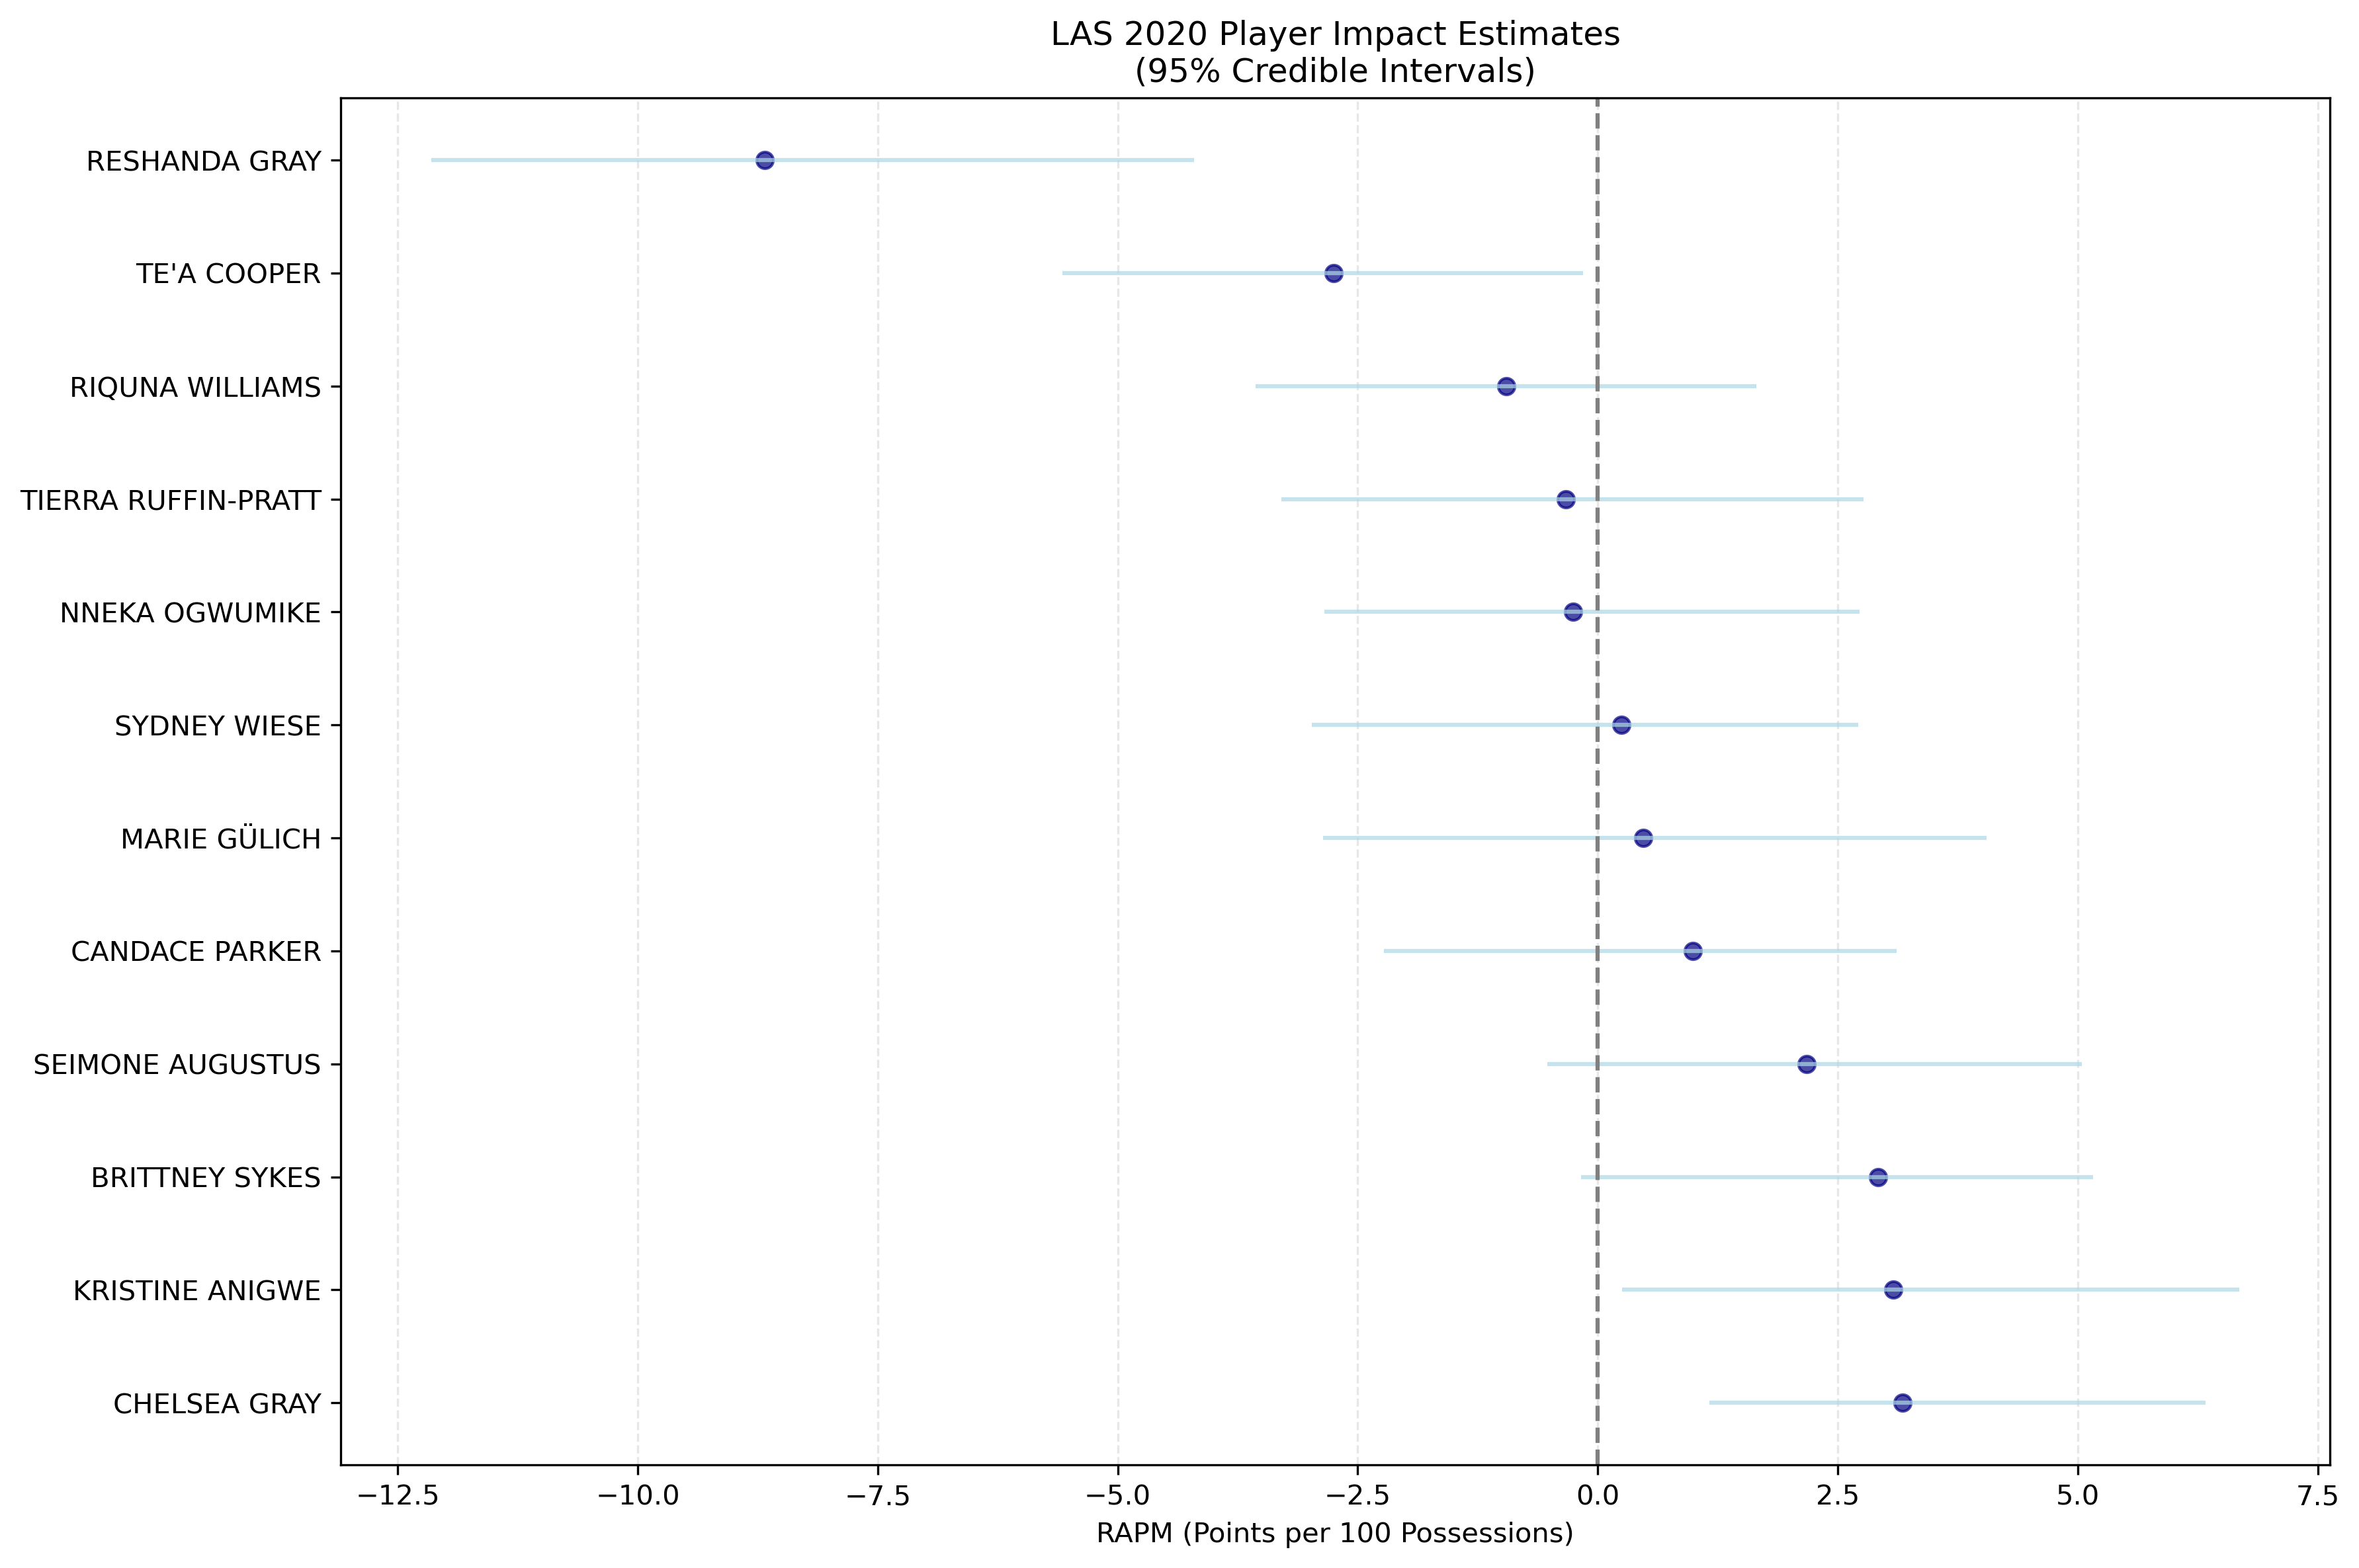 LAS 2020 Player Impact Estimates
(95% Credible Intervals)
RESHANDA GRAY
TE'A COOPER
RIQUNA WILLIAMS
TIERRA RUFFIN-PRATT
NNEKA OGWUMIKE
SYDNEY WIESE
MARIE GÜLICH
CANDACE PARKER
SEIMONE AUGUSTUS
BRITTNEY SYKES
KRISTINE ANIGWE
CHELSEA GRAY
−12.5 −10.0 −7.5 −5.0 −2.5 0.0 2.5 5.0 7.5
RAPM (Points per 100 Possessions)